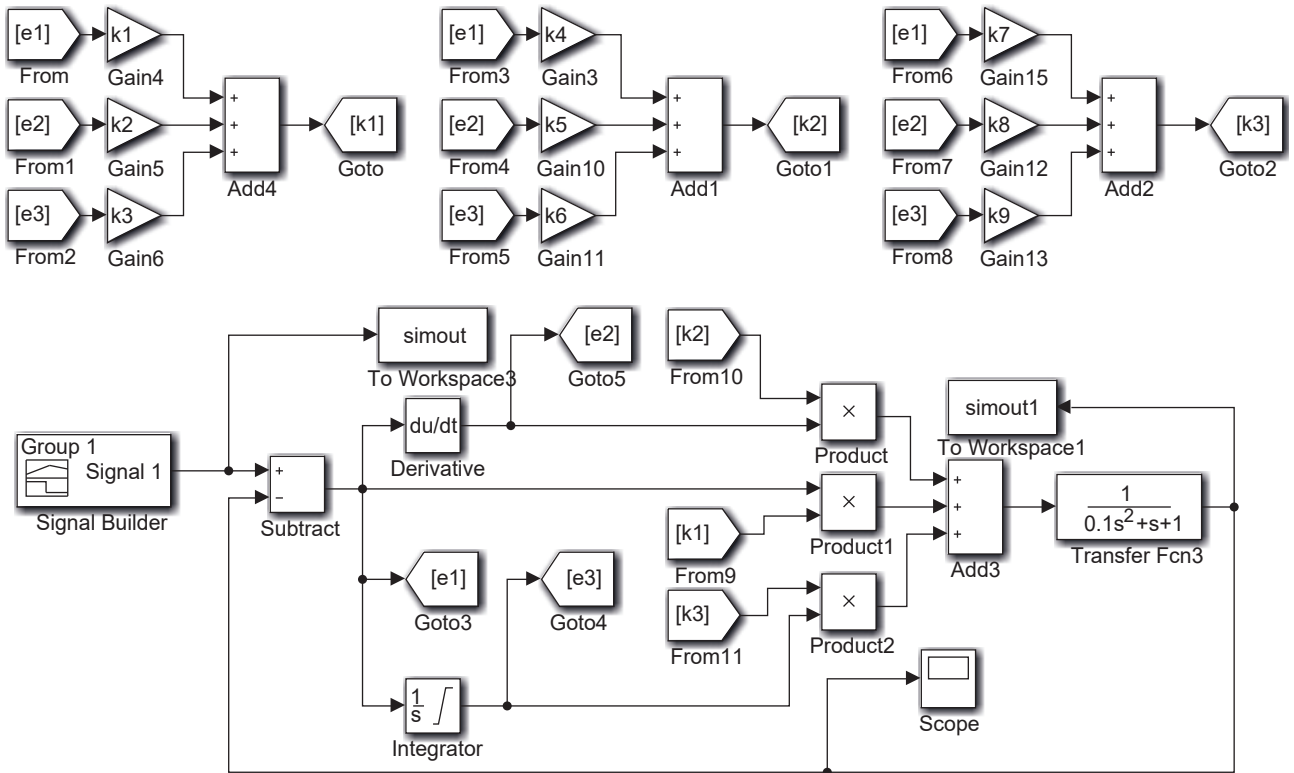 [e1] k1
From Gain4
[e2] k2 + + + [k1]
From1 Gain5 Add4 Goto
[e3] k3
From2 Gain6
[e1] k4
From3 Gain3
[e2] k5 + + + [k2]
From4 Gain10 Add1 Goto1
[e3] k6
From5 Gain11
[e1] k7
From6 Gain15
[e2] k8 + + + [k3]
From7 Gain12 Add2 Goto2
[e3] k9
From8 Gain13
simout
To Workspace3
[e2]
Goto5
[k2]
From10
du/dt
Derivative
×
Product
simout1
To Workspace1
Group 1
Signal 1
Signal Builder
+
−
Subtract
×
Product1
[k1]
From9
+
+
+
Add3
1
0.1s²+s+1
Transfer Fcn3
[e1]
Goto3
[e3]
Goto4
[k3]
From11
×
Product2
1
s
Integrator
Scope